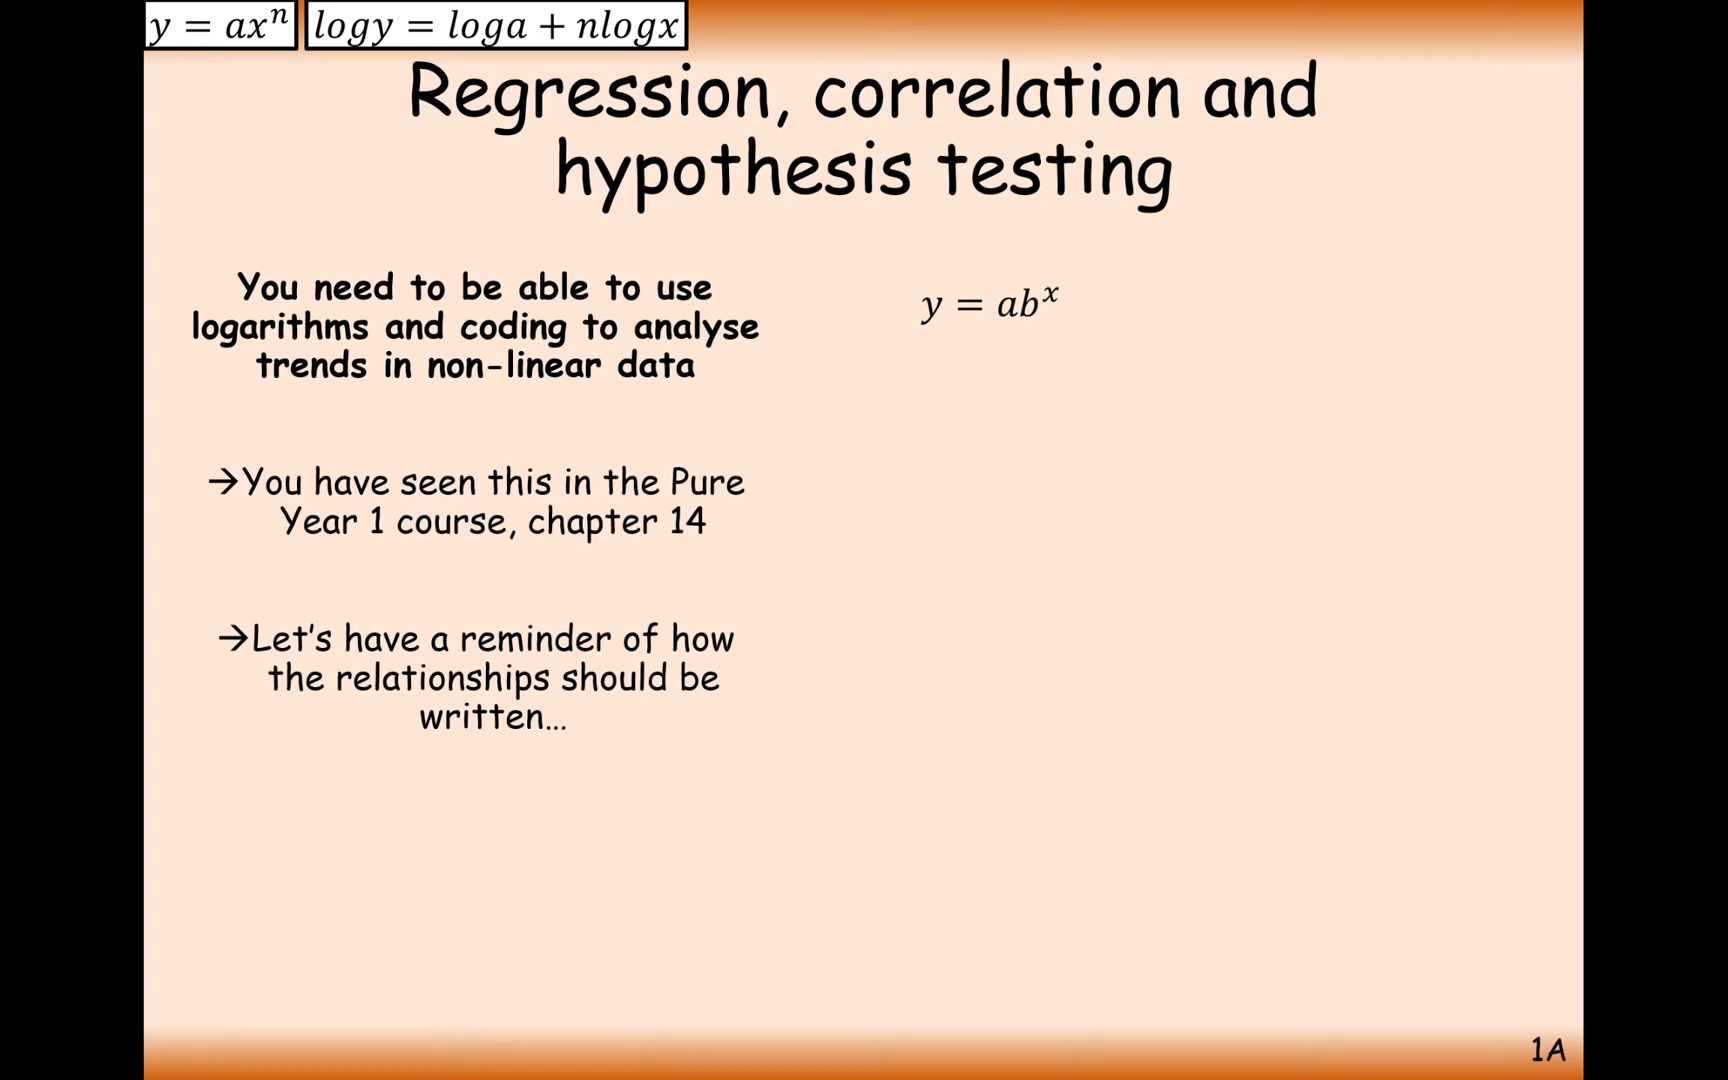 y = axⁿ
logy = loga + nlogx
Regression, correlation and
hypothesis testing
You need to be able to use
logarithms and coding to analyse
trends in non-linear data
y = abˣ
→You have seen this in the Pure
Year 1 course, chapter 14
→Let's have a reminder of how
the relationships should be
written…
1A